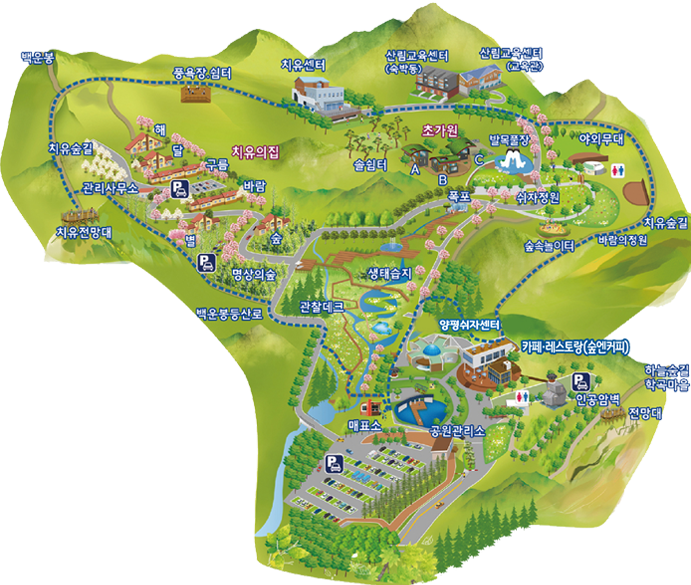 백운봉
풍욕장.쉼터
치유센터
산림교육센터
(숙박동)
산림교육센터
(교육관)
치유숲길
해
달
구름
치유의집
솔쉼터
초가원
A
B
C
발목풀장
야외무대
관리사무소
P
바람
폭포
쉬자정원
치유전망대
별
숲
P
명상의숲
숲속놀이터
바람의정원
치유숲길
백운봉등산로
관찰데크
생태습지
양평쉬자센터
카페·레스토랑(숲엔커피)
하늘숲길
학곡마을
P
인공암벽
전망대
매표소
공원관리소
P